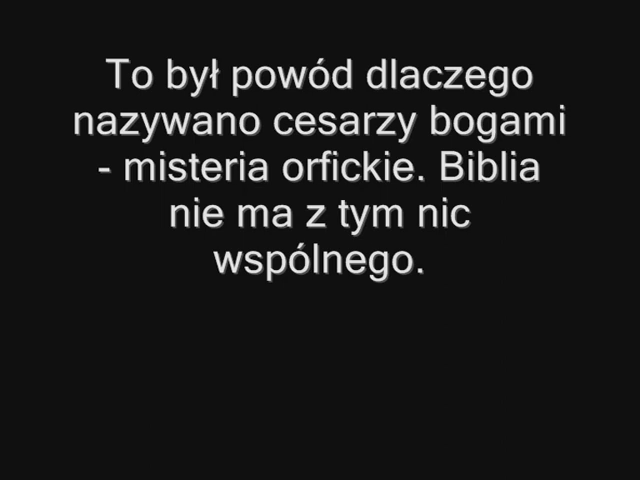 To był powód dlaczego
nazywano cesarzy bogami
- misteria orfickie. Biblia
nie ma z tym nic
wspólnego.